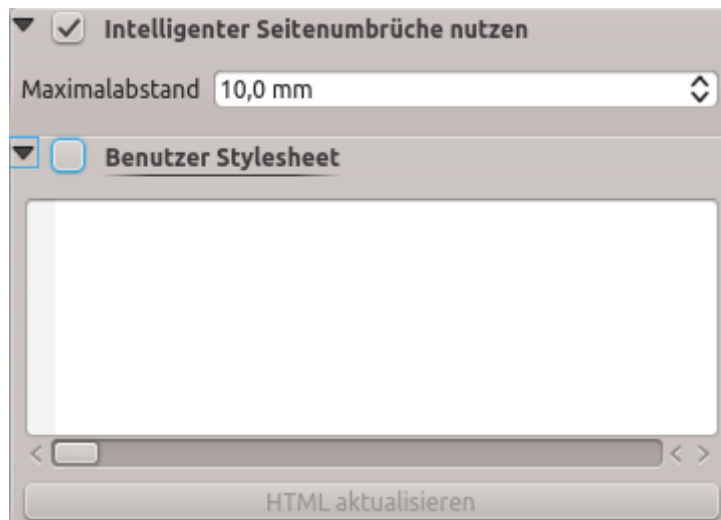 Intelligenter Seitenumbrüche nutzen
Maximalabstand 10,0 mm
Benutzer Stylesheet
HTML aktualisieren